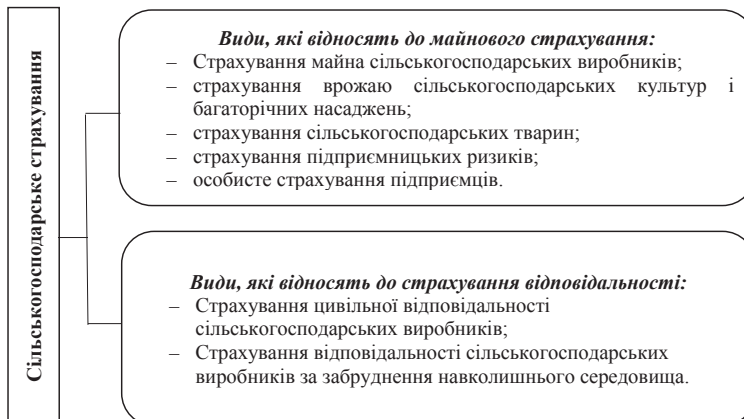 Сільськогосподарське страхування
Види, які відносять до майнового страхування:
– Страхування майна сільськогосподарських виробників;
– страхування врожаю сільськогосподарських культур і
багаторічних насаджень;
– страхування сільськогосподарських тварин;
– страхування підприємницьких ризиків;
– особисте страхування підприємців.
Види, які відносять до страхування відповідальності:
– Страхування цивільної відповідальності
сільськогосподарських виробників;
– Страхування відповідальності сільськогосподарських
виробників за забруднення навколишнього середовища.